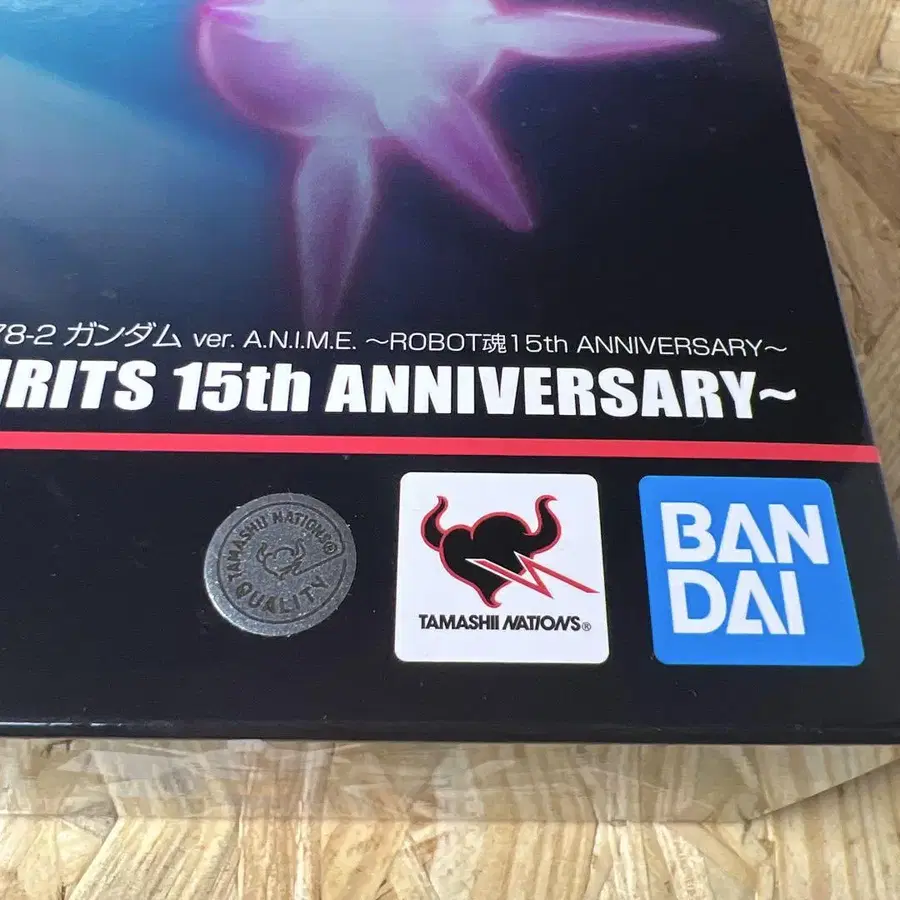 78-2 ガンダム ver. A.N.I.M.E. ～ROBOT魂15th ANNIVERSARY～
IRITS 15th ANNIVERSARY~
TAMASHII NATIONS®
QUALITY
TAMASHII NATIONS®
BAN
DAI